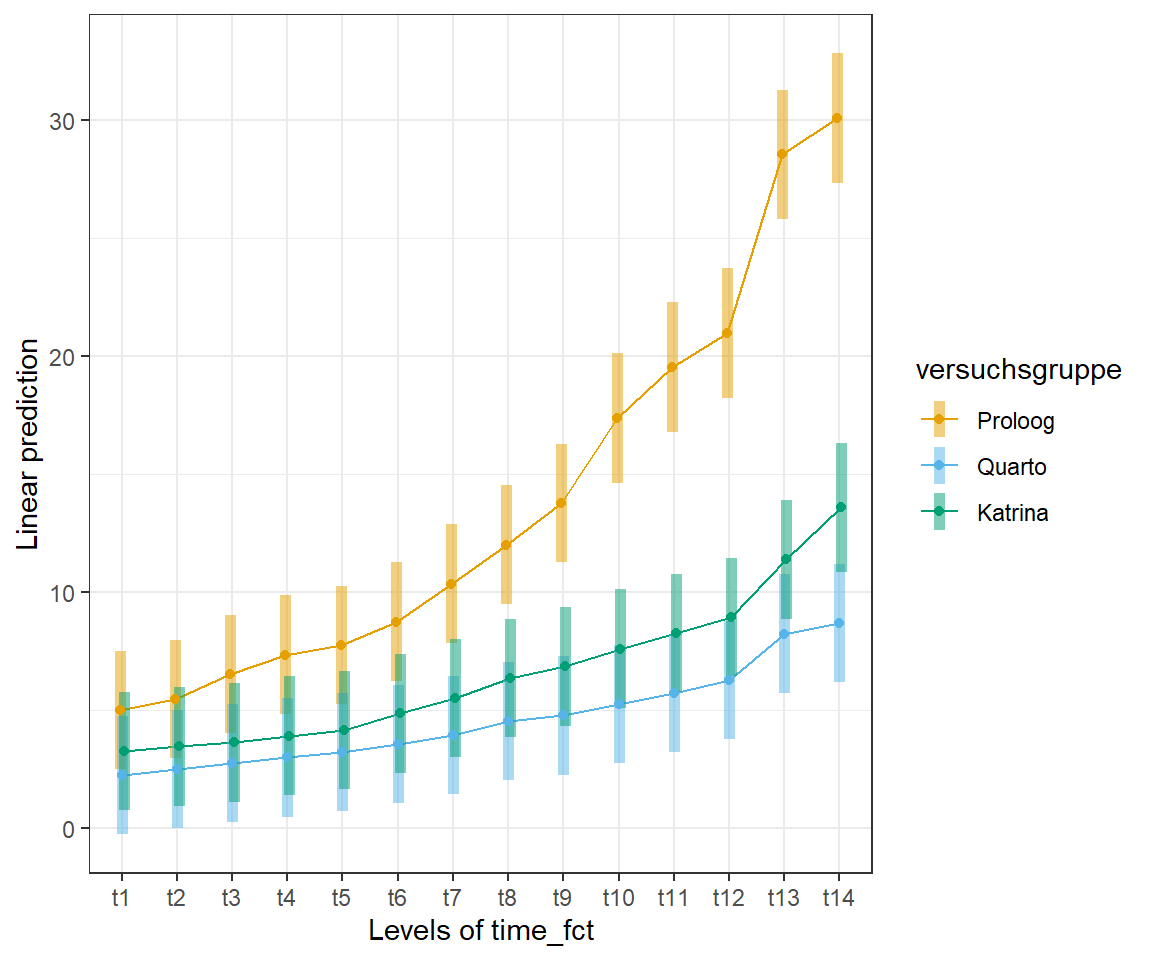 Linear prediction
30
20
10
0
t1 t2 t3 t4 t5 t6 t7 t8 t9 t10 t11 t12 t13 t14
Levels of time_fct
versuchsgruppe
Proloog
Quarto
Katrina